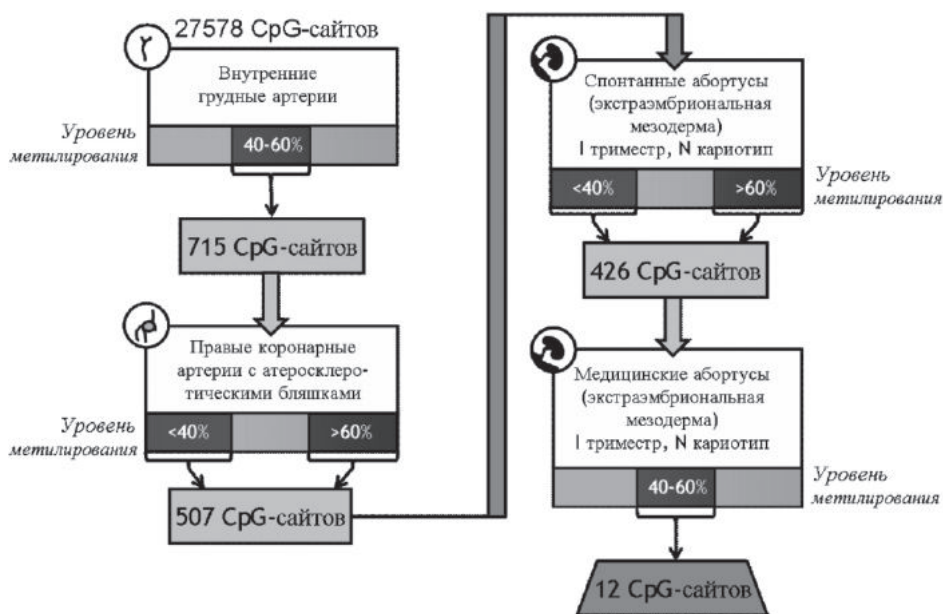 27578 CpG-сайтов
Внутренние
грудные артерии
Уровень
метилирования
40-60%
715 CpG-сайтов
Правые коронарные
артерии с атеросклеро-
тическими бляшками
Уровень
метилирования
<40%
>60%
507 CpG-сайтов
Спонтанные абортусы
(экстраэмбриональная
мезодерма)
I триместр, N кариотип
<40%
>60%
Уровень
метилирования
426 CpG-сайтов
Медицинские абортусы
(экстраэмбриональная
мезодерма)
I триместр, N кариотип
40-60%
Уровень
метилирования
12 CpG-сайтов